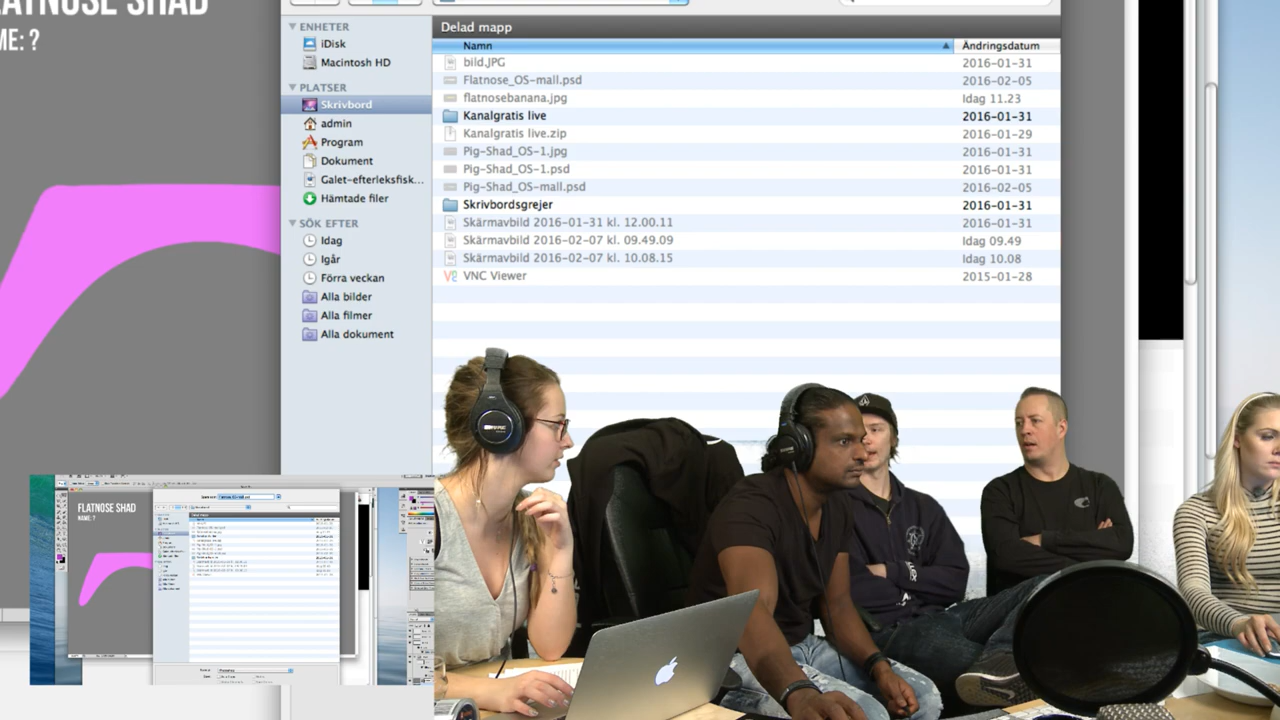 FLATNOSE SHAD
NAME: ?
Delad mapp
Namn
Ändringsdatum
ENHETER
iDisk
Macintosh HD
PLATSER
Skrivbord
admin
Program
Dokument
Galet-efterleksfisk...
Hämtade filer
SÖK EFTER
Idag
Igår
Förra veckan
Alla bilder
Alla filmer
Alla dokument
bild.JPG 2016-01-31
Flatnose_OS-mall.psd 2016-02-05
flatnosebanana.jpg Idag 11.23
Kanalgratis live 2016-01-31
Kanalgratis live.zip 2016-01-29
Pig-Shad_OS-1.jpg 2016-01-31
Pig-Shad_OS-1.psd 2016-01-31
Pig-Shad_OS-mall.psd 2016-02-05
Skrivbordsgrejer 2016-01-31
Skärmavbild 2016-01-31 kl. 12.00.11 2016-01-31
Skärmavbild 2016-02-07 kl. 09.49.09 Idag 09.49
Skärmavbild 2016-02-07 kl. 10.08.15 Idag 10.08
VNC Viewer 2015-01-28
FLATNOSE SHAD
NAME: ?